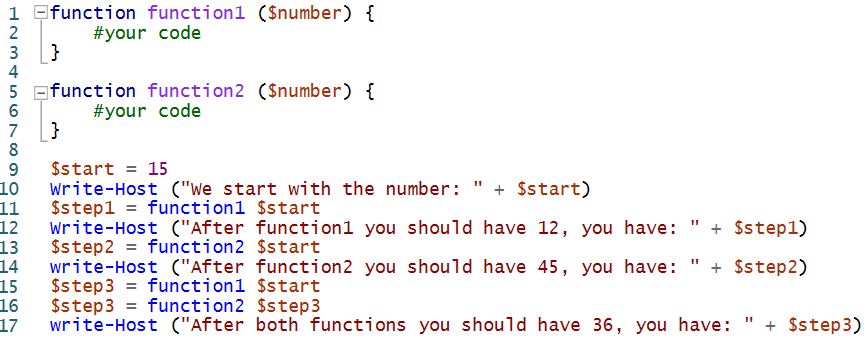 1 function function1 ($number) {
2 #your code
3 }
4
5 function function2 ($number) {
6 #your code
7 }
8
9 $start = 15
10 Write-Host ("We start with the number: " + $start)
11 $step1 = function1 $start
12 Write-Host ("After function1 you should have 12, you have: " + $step1)
13 $step2 = function2 $start
14 Write-Host ("After function2 you should have 45, you have: " + $step2)
15 $step3 = function1 $start
16 $step3 = function2 $step3
17 Write-Host ("After both functions you should have 36, you have: " + $step3)